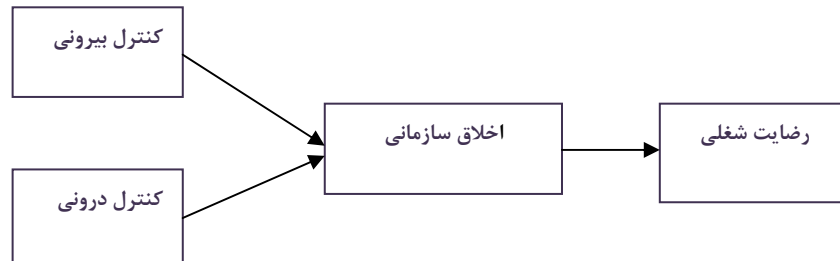 کنترل بیرونی
اخلاق سازمانی
رضایت شغلی
کنترل درونی